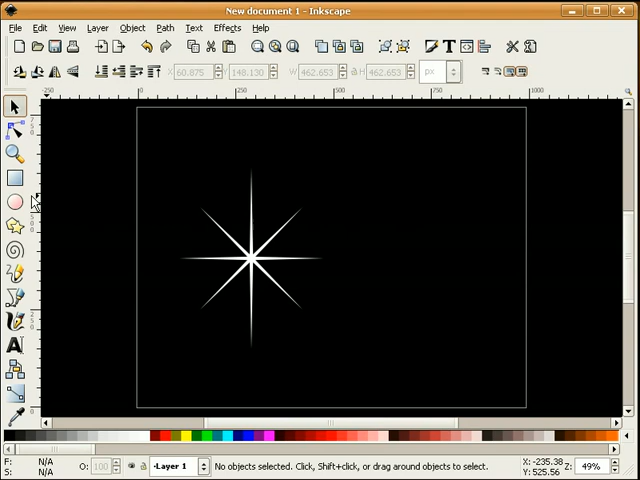 New document 1 - Inkscape
File Edit View Layer Object Path Text Effects Help
X 60.875 Y 148.130 W 462.653 H 462.653 px
-250 0 250 500 750 1000
F: N/A
S: N/A
O: 100
·Layer 1
No objects selected. Click, Shift+click, or drag around objects to select.
X: -235.38
Y: 525.56
Z: 49%